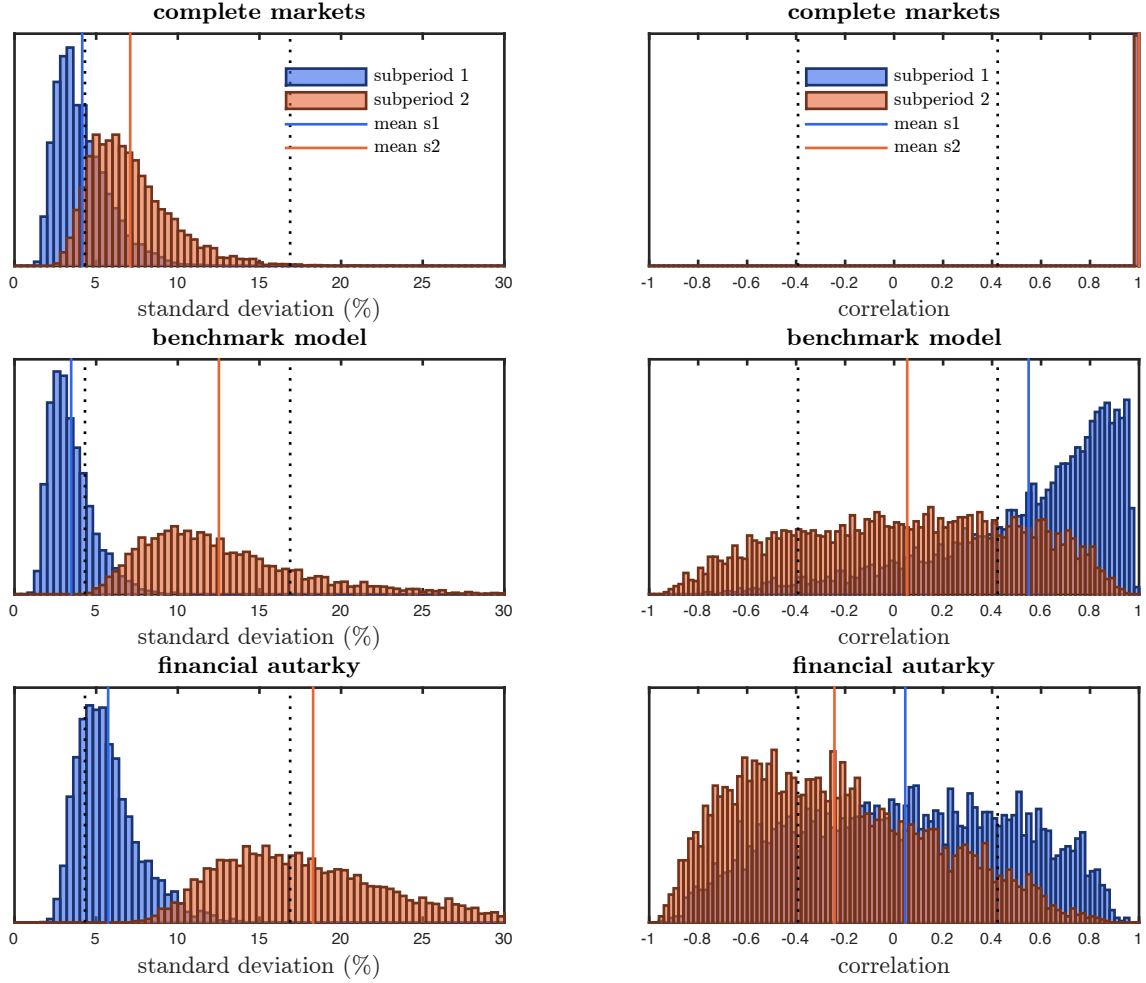 complete markets
subperiod 1
subperiod 2
mean s1
mean s2
0 5 10 15 20 25 30
standard deviation (%)
complete markets
subperiod 1
subperiod 2
mean s1
mean s2
-1 -0.8 -0.6 -0.4 -0.2 0 0.2 0.4 0.6 0.8 1
correlation
benchmark model
0 5 10 15 20 25 30
standard deviation (%)
benchmark model
-1 -0.8 -0.6 -0.4 -0.2 0 0.2 0.4 0.6 0.8 1
correlation
financial autarky
0 5 10 15 20 25 30
standard deviation (%)
financial autarky
-1 -0.8 -0.6 -0.4 -0.2 0 0.2 0.4 0.6 0.8 1
correlation